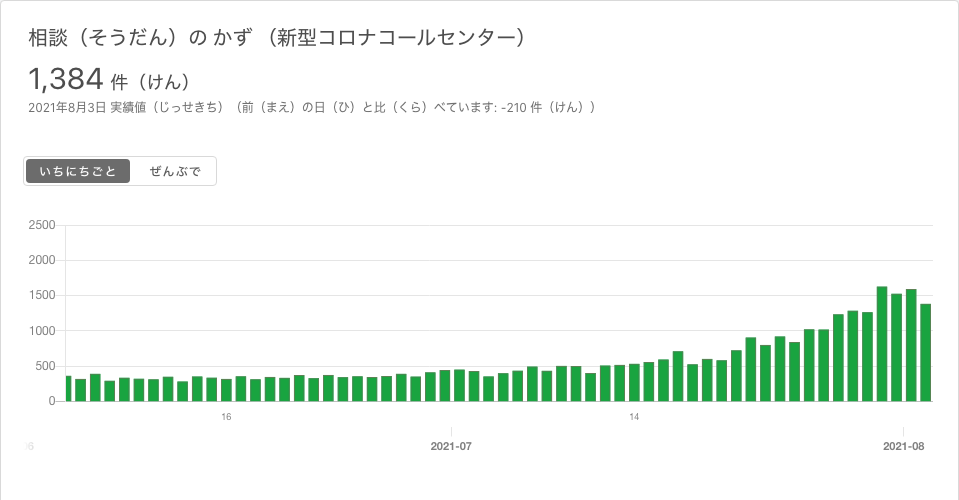 相談（そうだん）の かず （新型コロナコールセンター）
1,384 件（けん）
2021年8月3日 実績値（じっせきち）（前（まえ）の日（ひ）と比（くら）べています: -210 件（けん））
いちにちごと ぜんぶで
2500
2000
1500
1000
500
0
16 14
2021-07 2021-08